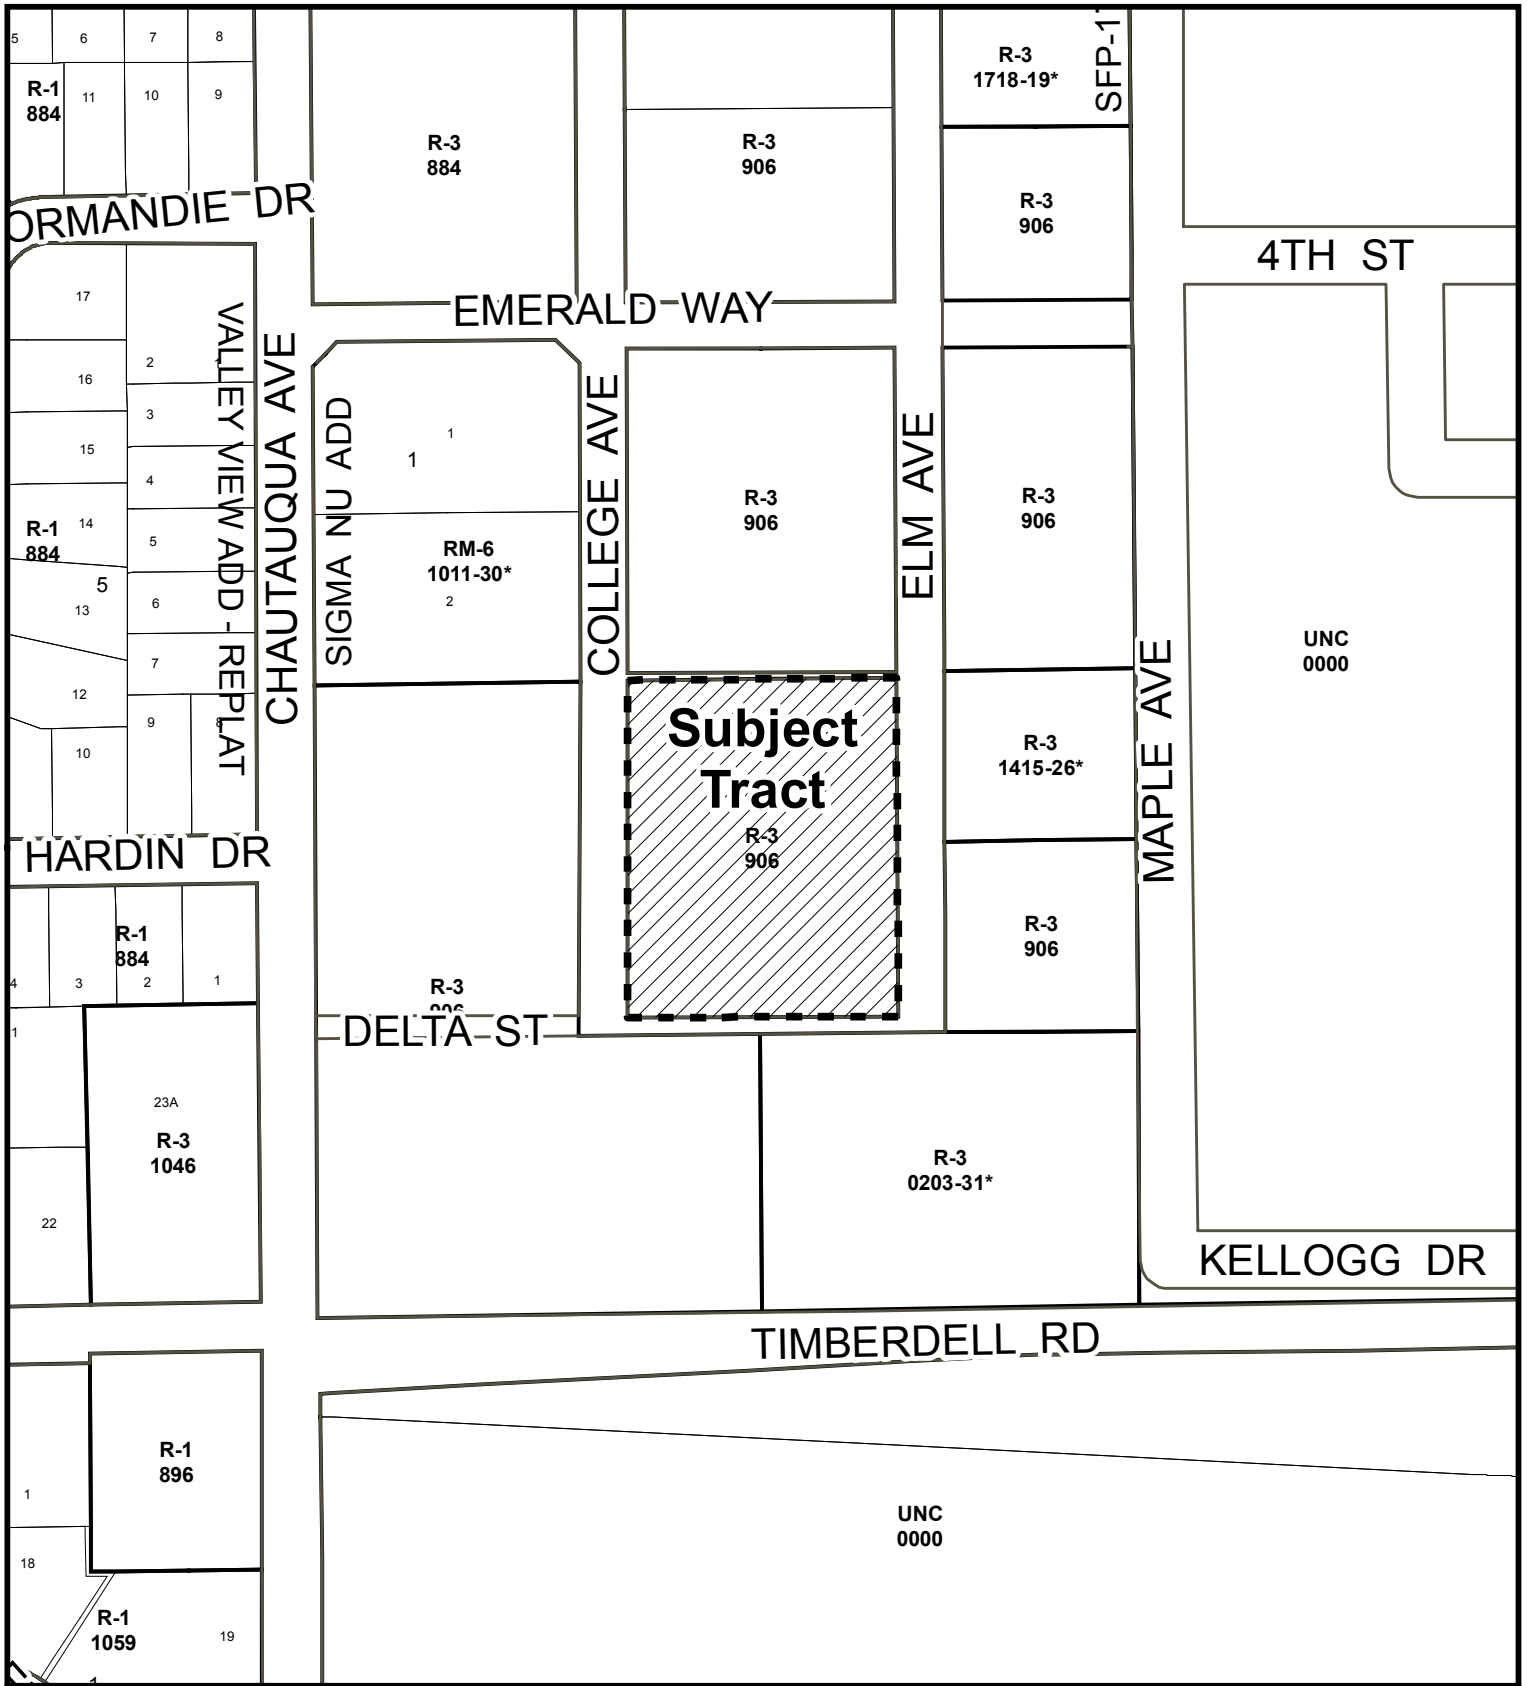 5
6
7
8
R-1
884
11
10
9
R-3
884
R-3
906
R-3
1718-19*
R-3
906
ORMANDIE DR
4TH ST
EMERALD WAY
17
16
15
14
R-1
884
5
13
12
10
2
1
3
4
5
6
7
9
8
VALLEY VIEW ADD - REPLAT
CHAUTAUQUA AVE
SIGMA NU ADD
1
1
RM-6
1011-30*
2
COLLEGE AVE
R-3
906
ELM AVE
R-3
906
UNC
0000
MAPLE AVE
Subject
Tract
R-3
906
R-3
1415-26*
R-3
906
HARDIN DR
R-1
884
4
3
2
1
R-3
906
DELTA ST
1
23A
R-3
1046
22
R-3
0203-31*
KELLOGG DR
TIMBERDELL RD
R-1
896
1
18
R-1
1059
19
1
UNC
0000